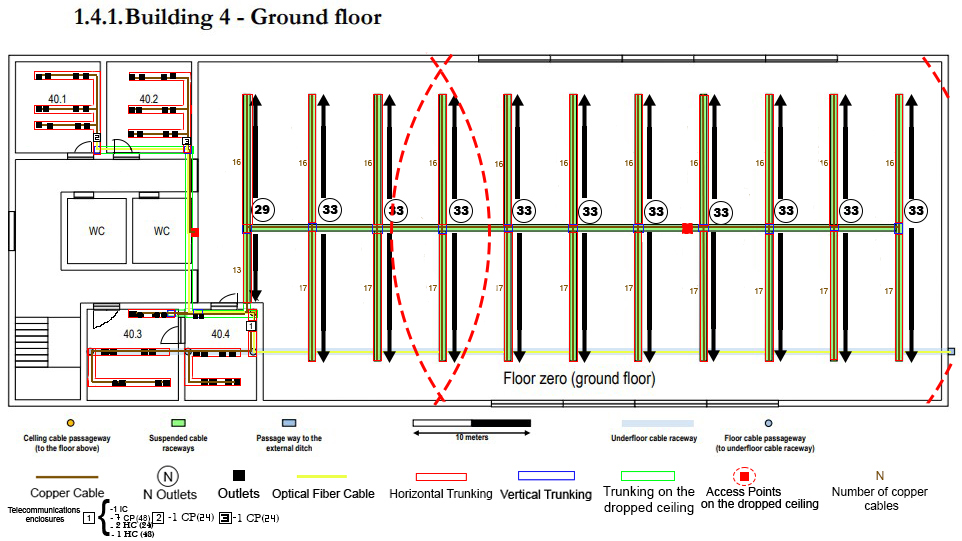 1.4.1.Building 4 - Ground floor
40.1
40.2
2
3
16 16 16 16 16 16 16 16 16 16
29 33 33 33 33 33 33 33 33 33 33
WC
WC
13 17 17 17 17 17 17 17 17
40.3
40.4
1
Floor zero (ground floor)
Celling cable passageway
(to the floor above)
Suspended cable
raceways
Passage way to the
external ditch
10 meters
Underfloor cable raceway
Floor cable passageway
(to underfloor cable raceway)
Copper Cable
N
N Outlets
Outlets
Optical Fiber Cable
Horizontal Trunking
Vertical Trunking
Trunking on the
dropped ceiling
Access Points
on the dropped ceiling
N
Number of copper
cables
Telecommunications
enclosures
1
-1 IC
-7 CP(48)
- 2 HC (24)
- 1 HC (48)
2 -1 CP(24)
3 -1 CP(24)